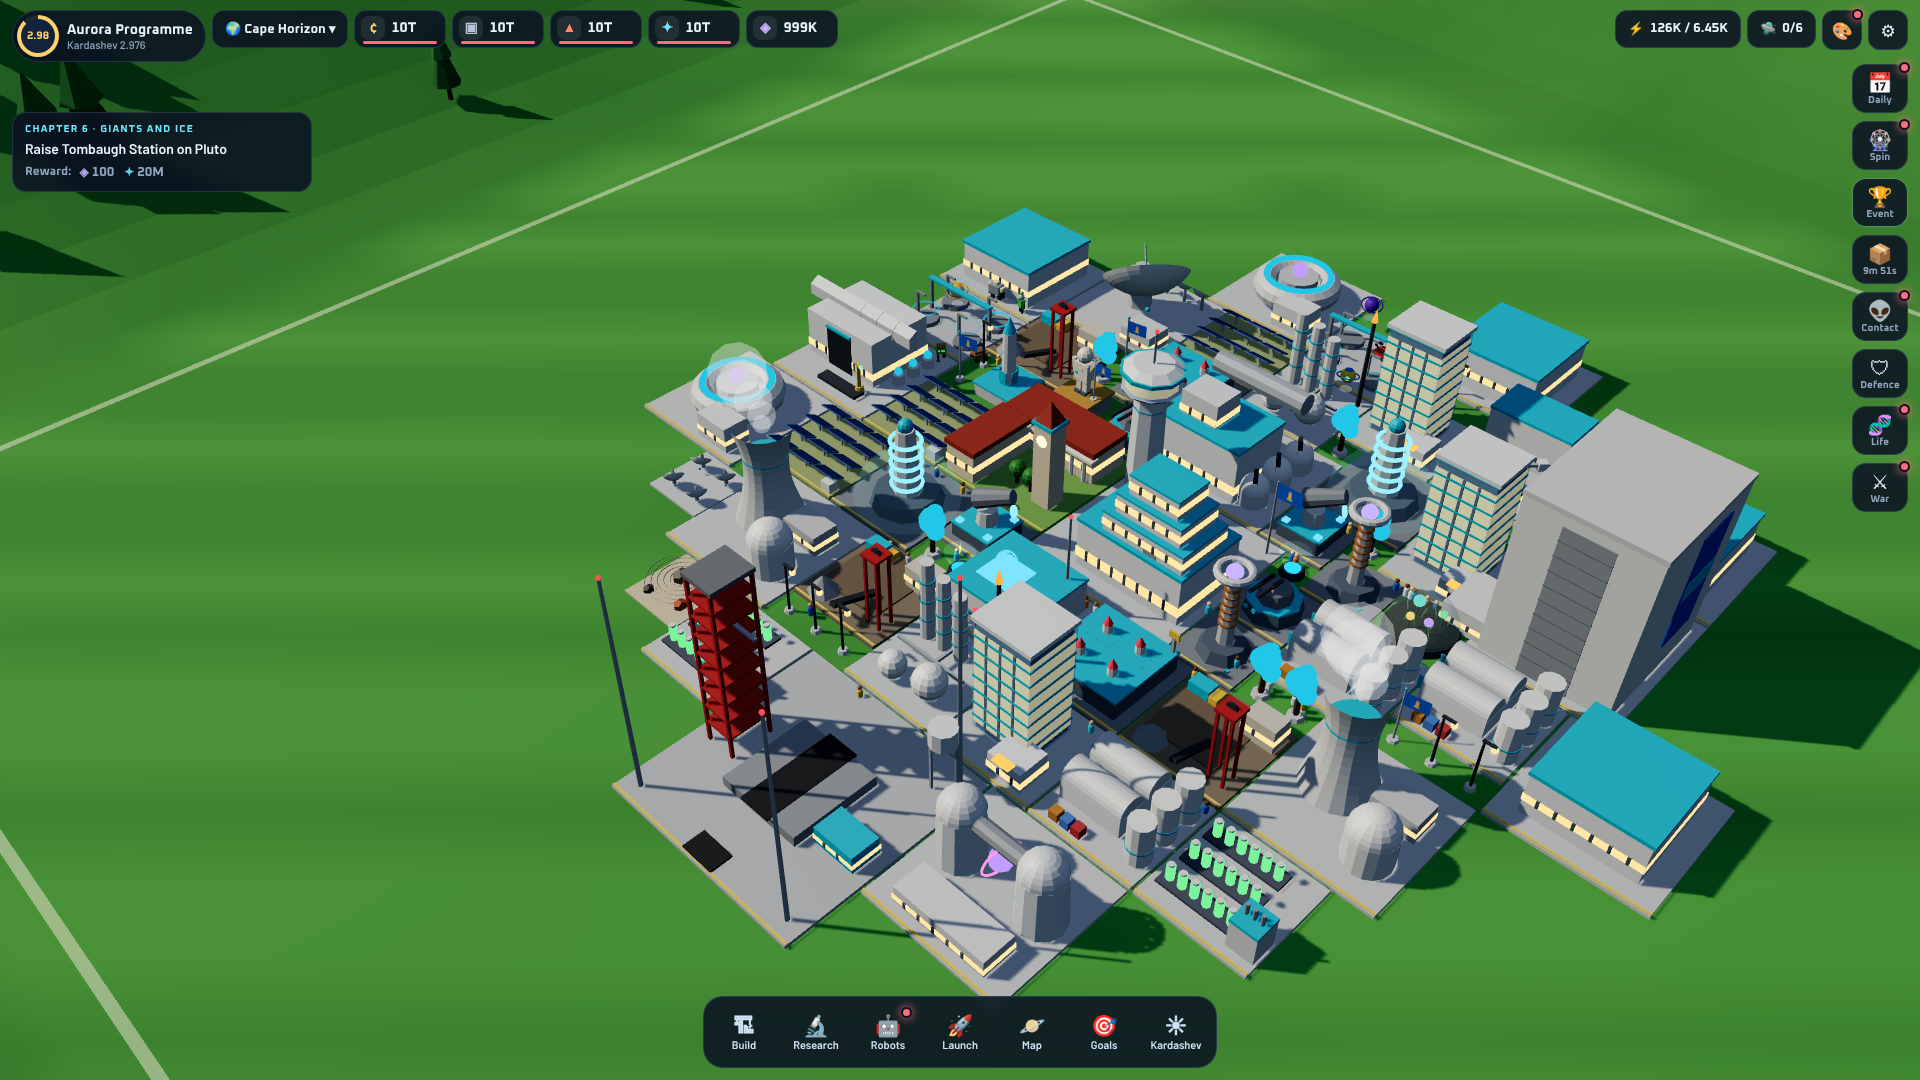 2.98
Aurora Programme
Kardashev 2.976
Cape Horizon ▾
¢ 10T
10T
10T
10T
999K
126K / 6.45K
0/6
CHAPTER 6 · GIANTS AND ICE
Raise Tombaugh Station on Pluto
Reward: 100 20M
July
17
Daily
Spin
Event
9m 51s
Contact
Defence
Life
War
Build
Research
Robots
Launch
Map
Goals
Kardashev